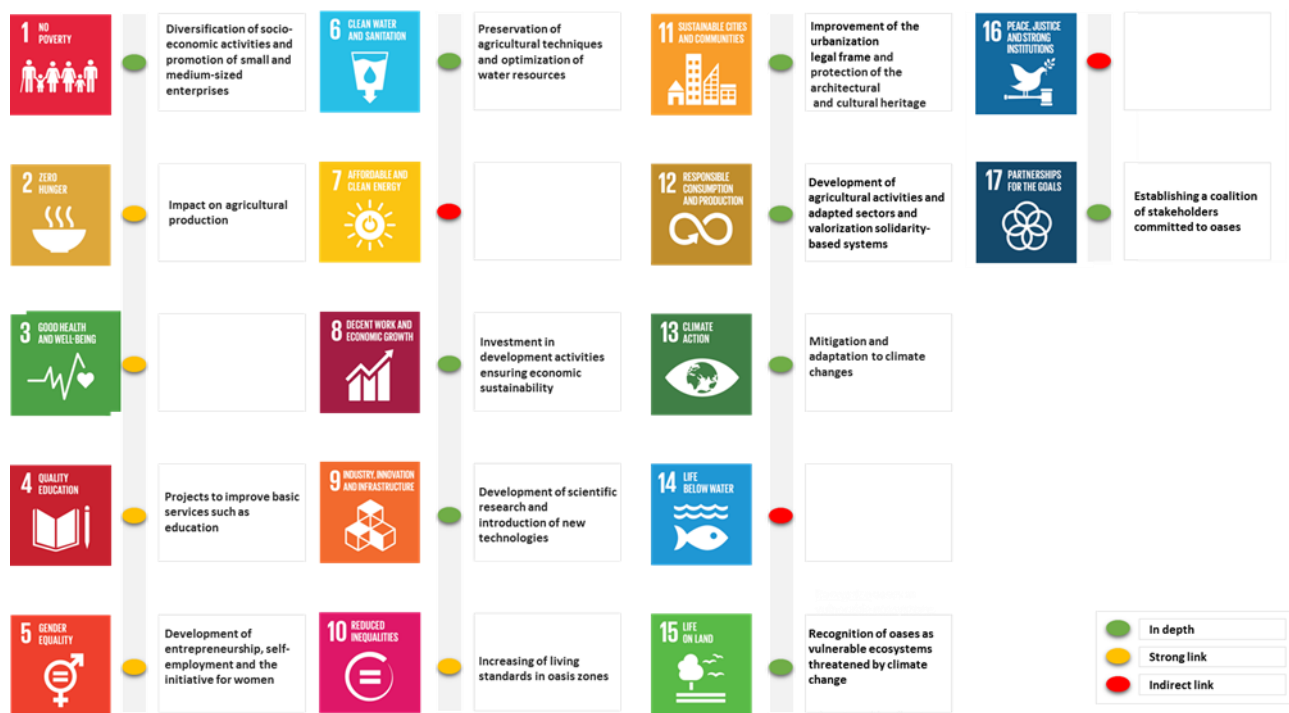 1 NO
POVERTY
Diversification of socio-
economic activities and
promotion of small and
medium-sized
enterprises
2 ZERO
HUNGER
Impact on agricultural
production
3 GOOD HEALTH
AND WELL-BEING
4 QUALITY
EDUCATION
Projects to improve basic
services such as
education
5 GENDER
EQUALITY
Development of
entrepreneurship, self-
employment and the
initiative for women
6 CLEAN WATER
AND SANITATION
Preservation of
agricultural techniques
and optimization of
water resources
7 AFFORDABLE AND
CLEAN ENERGY
8 DECENT WORK AND
ECONOMIC GROWTH
Investment in
development activities
ensuring economic
sustainability
9 INDUSTRY, INNOVATION
AND INFRASTRUCTURE
Development of scientific
research and
introduction of new
technologies
10 REDUCED
INEQUALITIES
Increasing of living
standards in oasis zones
11 SUSTAINABLE CITIES
AND COMMUNITIES
Improvement of the
urbanization
legal frame and
protection of the
architectural
and cultural heritage
12 RESPONSIBLE
CONSUMPTION
AND PRODUCTION
Development of
agricultural activities and
adapted sectors and
valorization solidarity-
based systems
13 CLIMATE
ACTION
Mitigation and
adaptation to climate
changes
14 LIFE
BELOW WATER
15 LIFE
ON LAND
Recognition of oases as
vulnerable ecosystems
threatened by climate
change
16 PEACE, JUSTICE
AND STRONG
INSTITUTIONS
17 PARTNERSHIPS
FOR THE GOALS
Establishing a coalition
of stakeholders
committed to oases
In depth
Strong link
Indirect link